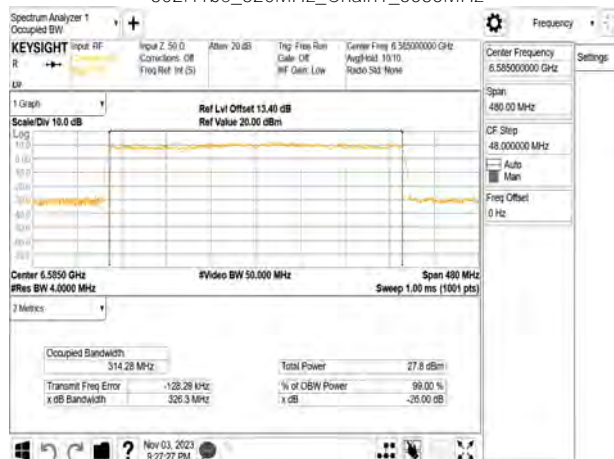 Spectrum Analyzer 1
Occupied BW
KEYSIGHT Input: RF
R
Input Z: 50 Ω
Corrections: Off
Freq Ref: Int (S)
Atten: 20 dB
Trig: Free Run
Gate: Off
#IF Gain: Low
Center Freq: 6.585000000 GHz
Avg|Hold: 10/10
Radio Std: None
Frequency
Settings
Center Frequency
6.585000000 GHz
Span
480.00 MHz
CF Step
48.000000 MHz
Auto
Man
Freq Offset
0 Hz
1 Graph
Scale/Div 10.0 dB
Ref Lvl Offset 13.40 dB
Ref Value 20.00 dBm
Log
Center 6.5850 GHz
#Res BW 4.0000 MHz
#Video BW 50.000 MHz
Span 480 MHz
Sweep 1.00 ms (1001 pts)
2 Metrics
Occupied Bandwidth
314.28 MHz
Total Power 27.8 dBm
Transmit Freq Error -128.28 kHz
% of OBW Power 99.00 %
x dB Bandwidth 326.3 MHz
x dB -26.00 dB
Nov 03, 2023
9:27:27 PM